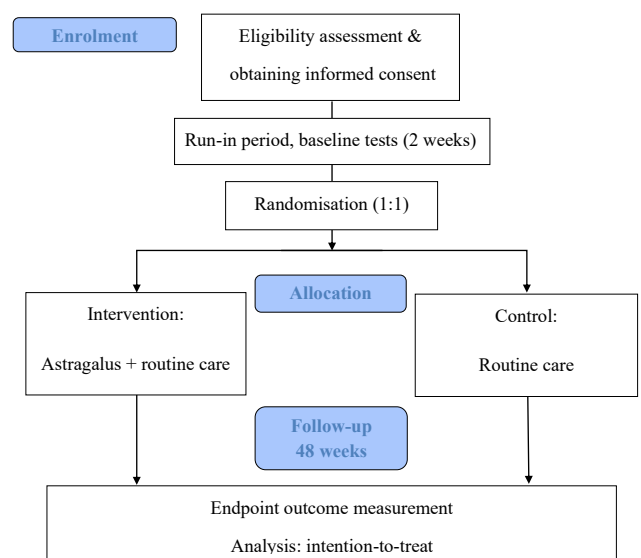 Enrolment
Eligibility assessment &
obtaining informed consent
Run-in period, baseline tests (2 weeks)
Randomisation (1:1)
Allocation
Intervention:
Astragalus + routine care
Control:
Routine care
Follow-up
48 weeks
Endpoint outcome measurement
Analysis: intention-to-treat